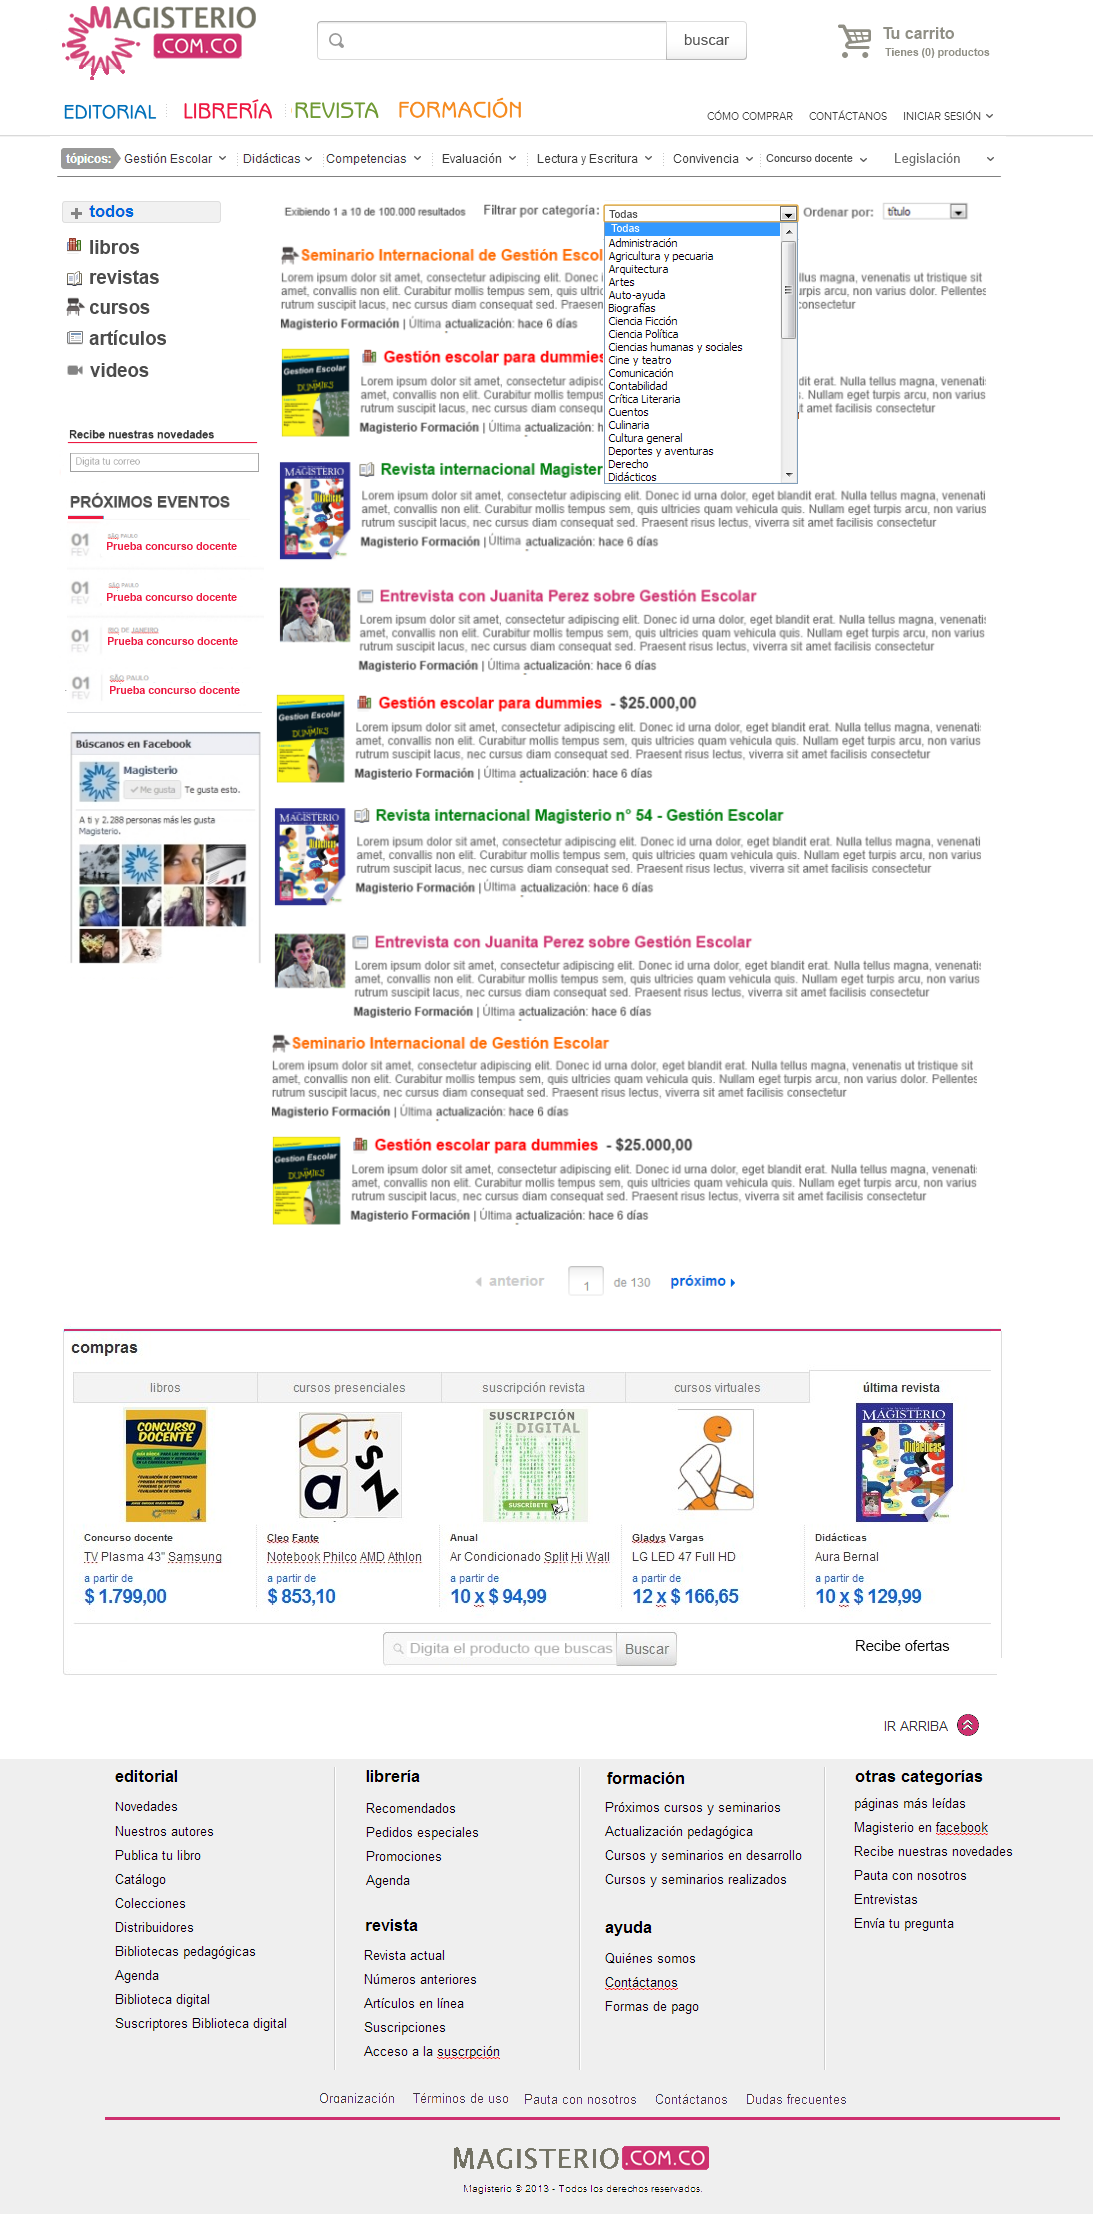 MAGISTERIO
.COM.CO
buscar
Tu carrito
Tienes (0) productos
EDITORIAL LIBRERÍA REVISTA FORMACIÓN
CÓMO COMPRAR CONTÁCTANOS INICIAR SESIÓN
tópicos: Gestión Escolar Didácticas Competencias Evaluación Lectura y Escritura Convivencia Concurso docente Legislación
todos
libros
revistas
cursos
artículos
videos
Recibe nuestras novedades
Digita tu correo
PRÓXIMOS EVENTOS
01 FEV
SÃO PAULO
Prueba concurso docente
01 FEV
SÃO PAULO
Prueba concurso docente
01 FEV
RIO DE JANEIRO
Prueba concurso docente
01 FEV
SÃO PAULO
Prueba concurso docente
Búscanos en Facebook
Magisterio
Me gusta Te gusta esto.
A ti y 2.288 personas más les gusta
Magisterio.
Exibiendo 1 a 10 de 100.000 resultados Filtrar por categoría: Todas Ordenar por: título
Todas
Administración
Agricultura y pecuaria
Arquitectura
Artes
Auto-ayuda
Biografías
Ciencia Ficción
Ciencia Política
Ciencias humanas y sociales
Cine y teatro
Comunicación
Contabilidad
Crítica Literaria
Cuentos
Culinaria
Cultura general
Deportes y aventuras
Derecho
Didácticos
Seminario Internacional de Gestión Escol
Lorem ipsum dolor sit amet, consectetur adipiscing elit. Donec i llus magna, venenatis ut tristique sit
amet, convallis non elit. Curabitur mollis tempus sem, quis ultri urpis arcu, non varius dolor. Pellentes
rutrum suscipit lacus, nec cursus diam consequat sed. Praesen onsectetur
Magisterio Formación | Última actualización: hace 6 días
Gestion Escolar
DUMMIES
Gestión escolar para dummies
Lorem ipsum dolor sit amet, consectetur adipiscing dit erat. Nulla tellus magna, venenatis
amet, convallis non elit. Curabitur mollis tempus s. Nullam eget turpis arcu, non varius
rutrum suscipit lacus, nec cursus diam consequa t amet facilisis consectetur
Magisterio Formación | Última actualización: h
MAGISTERIO
Didácticas
Revista internacional Magister
Lorem ipsum dolor sit amet, consectetur adipiscing elit. Donec id urna dolor, eget blandit erat. Nulla tellus magna, venenatis
amet, convallis non elit. Curabitur mollis tempus sem, quis ultricies quam vehicula quis. Nullam eget turpis arcu, non varius
rutrum suscipit lacus, nec cursus diam consequat sed. Praesent risus lectus, viverra sit amet facilisis consectetur
Magisterio Formación | Última actualización: hace 6 días
Entrevista con Juanita Perez sobre Gestión Escolar
Lorem ipsum dolor sit amet, consectetur adipiscing elit. Donec id urna dolor, eget blandit erat. Nulla tellus magna, venenatis
amet, convallis non elit. Curabitur mollis tempus sem, quis ultricies quam vehicula quis. Nullam eget turpis arcu, non varius
rutrum suscipit lacus, nec cursus diam consequat sed. Praesent risus lectus, viverra sit amet facilisis consectetur
Magisterio Formación | Última actualización: hace 6 días
Gestion Escolar
DUMMIES
Gestión escolar para dummies - $25.000,00
Lorem ipsum dolor sit amet, consectetur adipiscing elit. Donec id urna dolor, eget blandit erat. Nulla tellus magna, venenatis
amet, convallis non elit. Curabitur mollis tempus sem, quis ultricies quam vehicula quis. Nullam eget turpis arcu, non varius
rutrum suscipit lacus, nec cursus diam consequat sed. Praesent risus lectus, viverra sit amet facilisis consectetur
Magisterio Formación | Última actualización: hace 6 días
MAGISTERIO
Didácticas
Revista internacional Magisterio n° 54 - Gestión Escolar
Lorem ipsum dolor sit amet, consectetur adipiscing elit. Donec id urna dolor, eget blandit erat. Nulla tellus magna, venenatis
amet, convallis non elit. Curabitur mollis tempus sem, quis ultricies quam vehicula quis. Nullam eget turpis arcu, non varius
rutrum suscipit lacus, nec cursus diam consequat sed. Praesent risus lectus, viverra sit amet facilisis consectetur
Magisterio Formación | Última actualización: hace 6 días
Entrevista con Juanita Perez sobre Gestión Escolar
Lorem ipsum dolor sit amet, consectetur adipiscing elit. Donec id urna dolor, eget blandit erat. Nulla tellus magna, venenatis
amet, convallis non elit. Curabitur mollis tempus sem, quis ultricies quam vehicula quis. Nullam eget turpis arcu, non varius
rutrum suscipit lacus, nec cursus diam consequat sed. Praesent risus lectus, viverra sit amet facilisis consectetur
Magisterio Formación | Última actualización: hace 6 días
Seminario Internacional de Gestión Escolar
Lorem ipsum dolor sit amet, consectetur adipiscing elit. Donec id urna dolor, eget blandit erat. Nulla tellus magna, venenatis ut tristique sit
amet, convallis non elit. Curabitur mollis tempus sem, quis ultricies quam vehicula quis. Nullam eget turpis arcu, non varius dolor. Pellentes
rutrum suscipit lacus, nec cursus diam consequat sed. Praesent risus lectus, viverra sit amet facilisis consectetur
Magisterio Formación | Última actualización: hace 6 días
Gestion Escolar
DUMMIES
Gestión escolar para dummies - $25.000,00
Lorem ipsum dolor sit amet, consectetur adipiscing elit. Donec id urna dolor, eget blandit erat. Nulla tellus magna, venenatis
amet, convallis non elit. Curabitur mollis tempus sem, quis ultricies quam vehicula quis. Nullam eget turpis arcu, non varius
rutrum suscipit lacus, nec cursus diam consequat sed. Praesent risus lectus, viverra sit amet facilisis consectetur
Magisterio Formación | Última actualización: hace 6 días
anterior 1 de 130 próximo
compras
libros cursos presenciales suscripción revista cursos virtuales última revista
CONCURSO
DOCENTE
SUSCRIPCIÓN
DIGITAL
SUSCRÍBETE
MAGISTERIO
Didácticas
Concurso docente
TV Plasma 43" Samsung
a partir de
$ 1.799,00
Cleo Fante
Notebook Philco AMD Athlon
a partir de
$ 853,10
Anual
Ar Condicionado Split Hi Wall
a partir de
10 x $ 94,99
Gladys Vargas
LG LED 47 Full HD
a partir de
12 x $ 166,65
Didácticas
Aura Bernal
a partir de
10 x $ 129,99
Digita el producto que buscas Buscar
Recibe ofertas
IR ARRIBA
editorial
Novedades
Nuestros autores
Publica tu libro
Catálogo
Colecciones
Distribuidores
Bibliotecas pedagógicas
Agenda
Biblioteca digital
Suscriptores Biblioteca digital
librería
Recomendados
Pedidos especiales
Promociones
Agenda
revista
Revista actual
Números anteriores
Artículos en línea
Suscripciones
Acceso a la suscrpción
formación
Próximos cursos y seminarios
Actualización pedagógica
Cursos y seminarios en desarrollo
Cursos y seminarios realizados
ayuda
Quiénes somos
Contáctanos
Formas de pago
otras categorías
páginas más leídas
Magisterio en facebook
Recibe nuestras novedades
Pauta con nosotros
Entrevistas
Envía tu pregunta
Organización Términos de uso Pauta con nosotros Contáctanos Dudas frecuentes
MAGISTERIO .COM.CO
Magisterio © 2013 - Todos los derechos reservados.